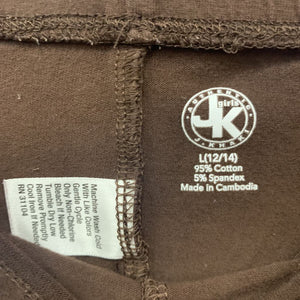 AUTHENTIC
girls
JK
J. KHAKI
L(12/14)
95% Cotton
5% Spandex
Made in Cambodia
Machine Wash Cold
With Like Colors
Gentle Cycle
Only Non-Chlorine
Bleach if Needed
Tumble Dry Low
Remove Promptly
Cool Iron If Needed
RN 31104